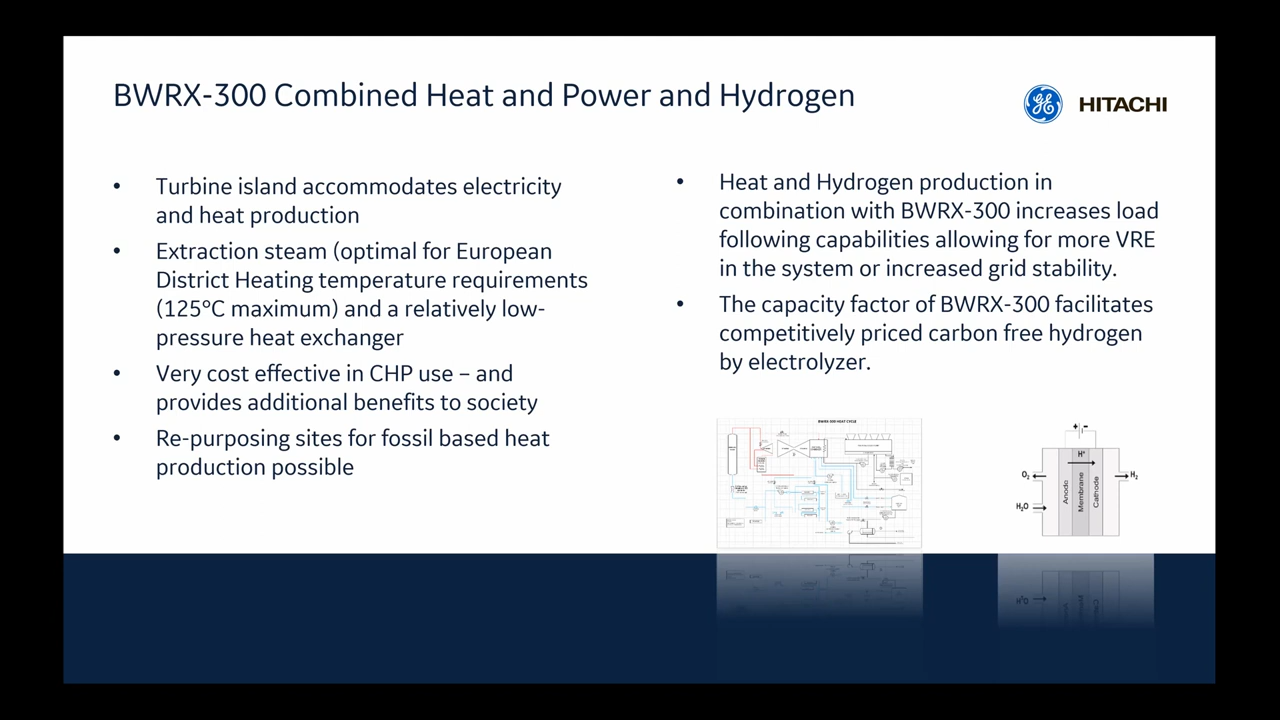 BWRX-300 Combined Heat and Power and Hydrogen
GE
HITACHI
• Turbine island accommodates electricity
and heat production
• Extraction steam (optimal for European
District Heating temperature requirements
(125°C maximum) and a relatively low-
pressure heat exchanger
• Very cost effective in CHP use – and
provides additional benefits to society
• Re-purposing sites for fossil based heat
production possible
• Heat and Hydrogen production in
combination with BWRX-300 increases load
following capabilities allowing for more VRE
in the system or increased grid stability.
• The capacity factor of BWRX-300 facilitates
competitively priced carbon free hydrogen
by electrolyzer.
BWRX-300 HEAT CYCLE
+ -
H⁺
O₂
H₂
H₂O
Anode
Membrane
Cathode